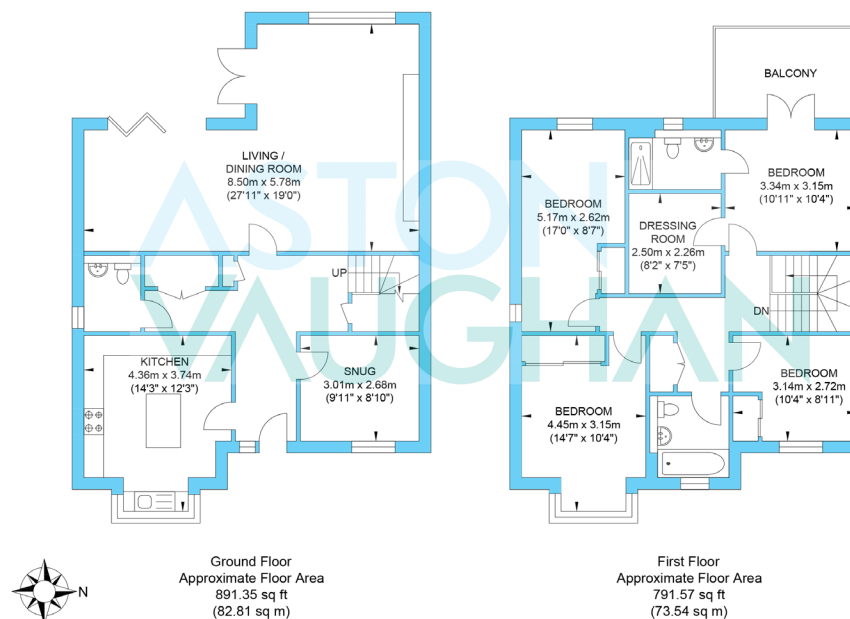 ASTON
VAUGHAN
LIVING /
DINING ROOM
8.50m x 5.78m
(27'11" x 19'0")
UP
KITCHEN
4.36m x 3.74m
(14'3" x 12'3")
SNUG
3.01m x 2.68m
(9'11" x 8'10")
BALCONY
BEDROOM
5.17m x 2.62m
(17'0" x 8'7")
BEDROOM
3.34m x 3.15m
(10'11" x 10'4")
DRESSING
ROOM
2.50m x 2.26m
(8'2" x 7'5")
DN
BEDROOM
4.45m x 3.15m
(14'7" x 10'4")
BEDROOM
3.14m x 2.72m
(10'4" x 8'11")
N
Ground Floor
Approximate Floor Area
891.35 sq ft
(82.81 sq m)
First Floor
Approximate Floor Area
791.57 sq ft
(73.54 sq m)